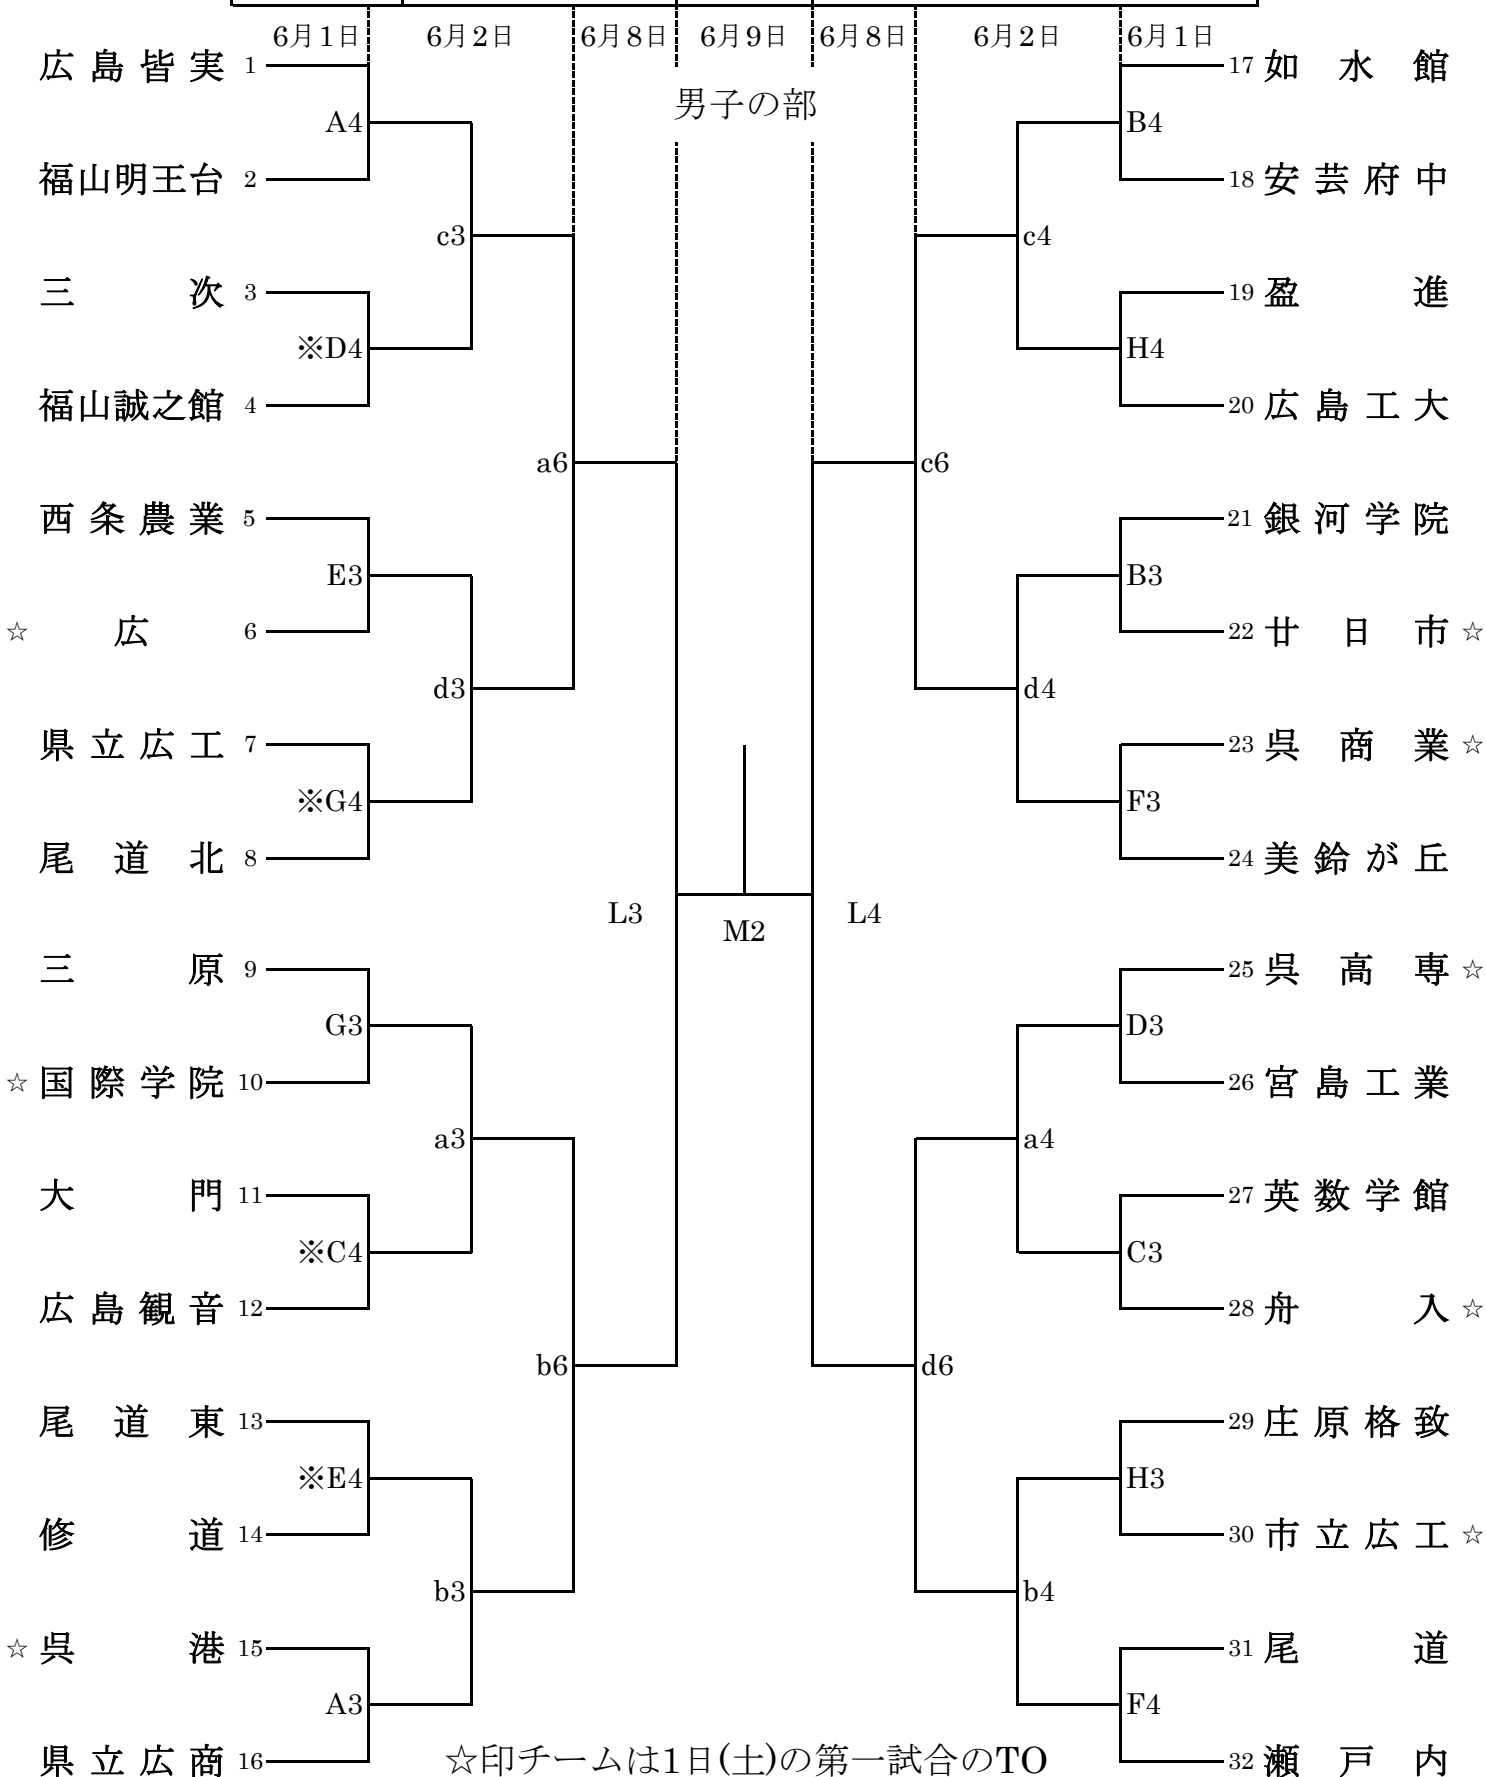 6月1日 6月2日 6月8日 6月9日 6月8日 6月2日 6月1日
広島皆実 1 17 如水館
男子の部
A4 B4
福山明王台 2 18 安芸府中
c3 c4
三次 3 19 盈進
※D4 H4
福山誠之館 4 20 広島工大
a6 c6
西条農業 5 21 銀河学院
E3 B3
☆ 広 6 22 廿日市 ☆
d3 d4
県立広工 7 23 呉商業 ☆
※G4 F3
尾道北 8 24 美鈴が丘
L3 M2 L4
三原 9 25 呉高専 ☆
G3 D3
☆ 国際学院 10 26 宮島工業
a3 a4
大門 11 27 英数学館
※C4 C3
広島観音 12 28 舟入 ☆
b6 d6
尾道東 13 29 庄原格致
※E4 H3
修道 14 30 市立広工 ☆
b3 b4
☆ 呉港 15 31 尾道
A3 F4
県立広商 16 ☆印チームは1日(土)の第一試合のTO 32 瀬戸内